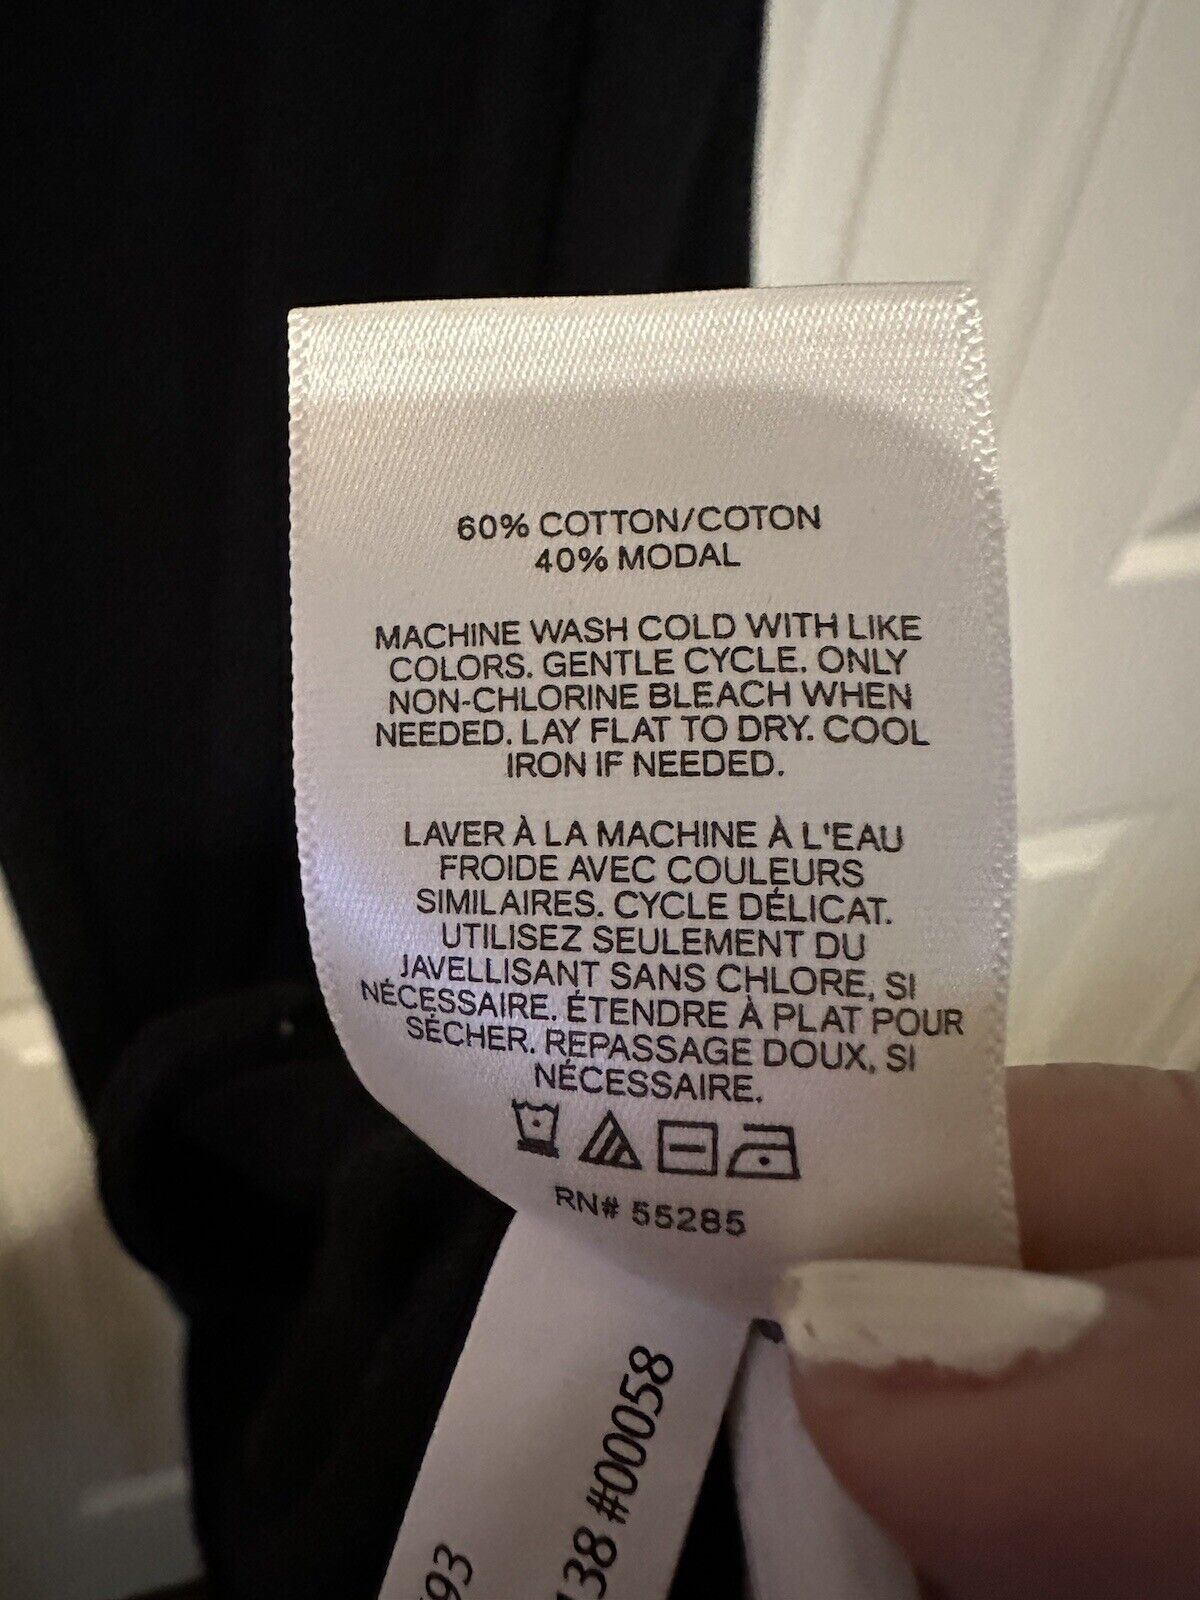 60% COTTON/COTON
40% MODAL
MACHINE WASH COLD WITH LIKE
COLORS. GENTLE CYCLE. ONLY
NON-CHLORINE BLEACH WHEN
NEEDED. LAY FLAT TO DRY. COOL
IRON IF NEEDED.
LAVER À LA MACHINE À L'EAU
FROIDE AVEC COULEURS
SIMILAIRES. CYCLE DÉLICAT.
UTILISEZ SEULEMENT DU
JAVELLISANT SANS CHLORE, SI
NÉCESSAIRE. ÉTENDRE À PLAT POUR
SÉCHER. REPASSAGE DOUX, SI
NÉCESSAIRE.
RN# 55285
138 #00058
93